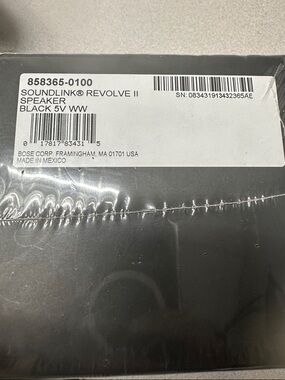 858365-0100
SOUNDLINK® REVOLVE II
SPEAKER
BLACK 5V WW
SN: 083431913432365AE
0 17817 83431 5
BOSE CORP. FRAMINGHAM, MA 01701 USA
MADE IN MEXICO